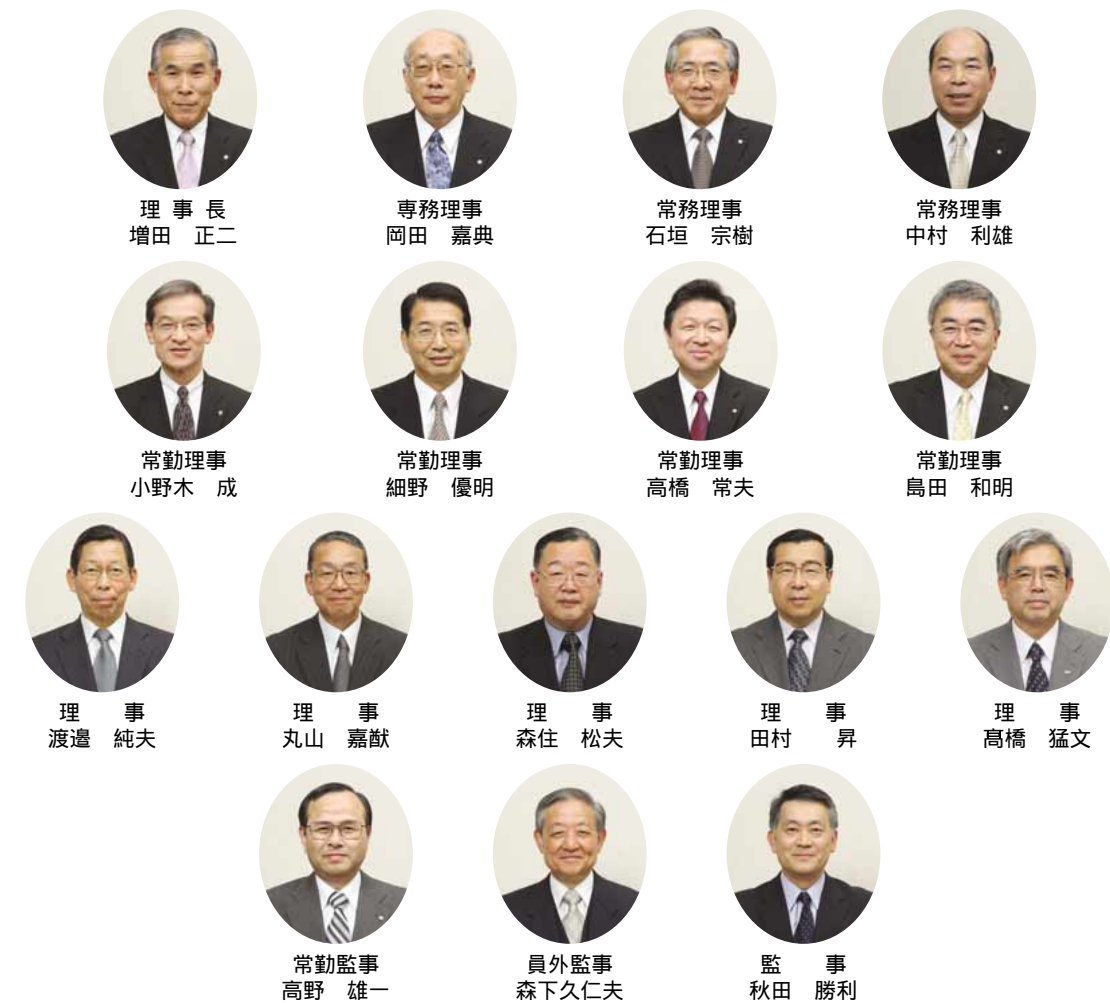 理 事 長
増田　正二
専務理事
岡田　嘉典
常務理事
石垣　宗樹
常務理事
中村　利雄
常勤理事
小野木　成
常勤理事
細野　優明
常勤理事
高橋　常夫
常勤理事
島田　和明
理　　事
渡邉　純夫
理　　事
丸山　嘉猷
理　　事
森住　松夫
理　　事
田村　　昇
理　　事
髙橋　猛文
常勤監事
高野　雄一
員外監事
森下久仁夫
監　　事
秋田　勝利